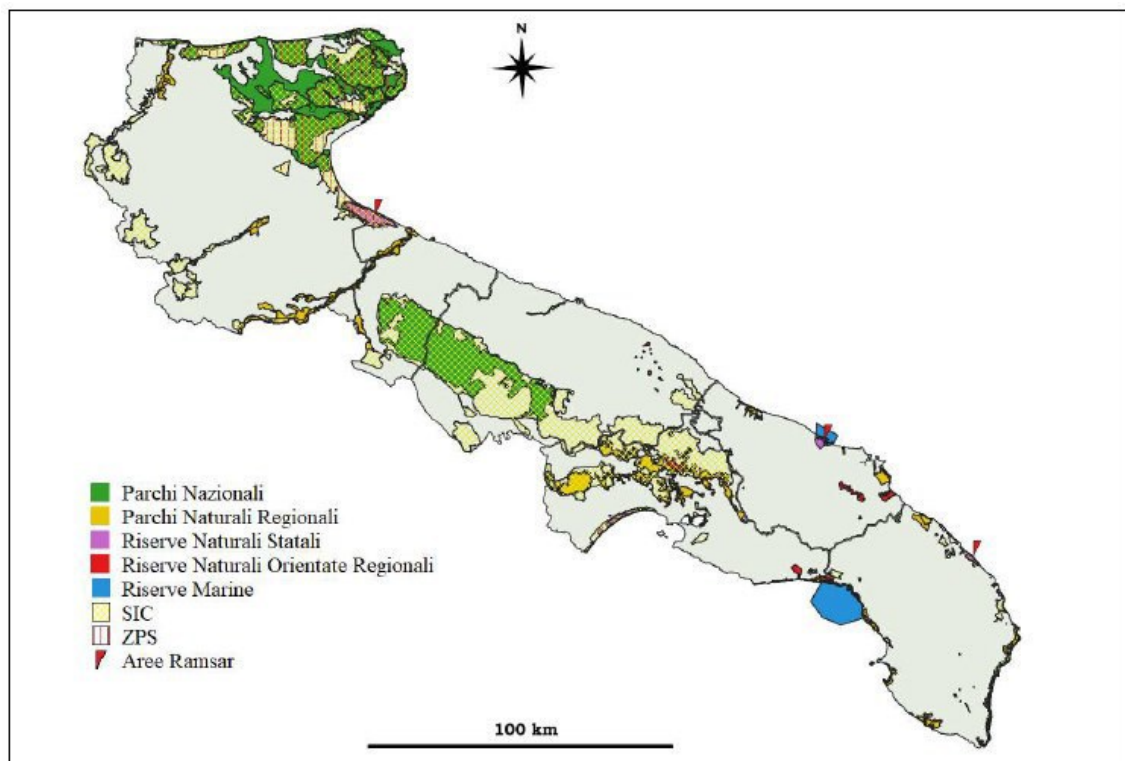 N
Parchi Nazionali
Parchi Naturali Regionali
Riserve Naturali Statali
Riserve Naturali Orientate Regionali
Riserve Marine
SIC
ZPS
Aree Ramsar
100 km